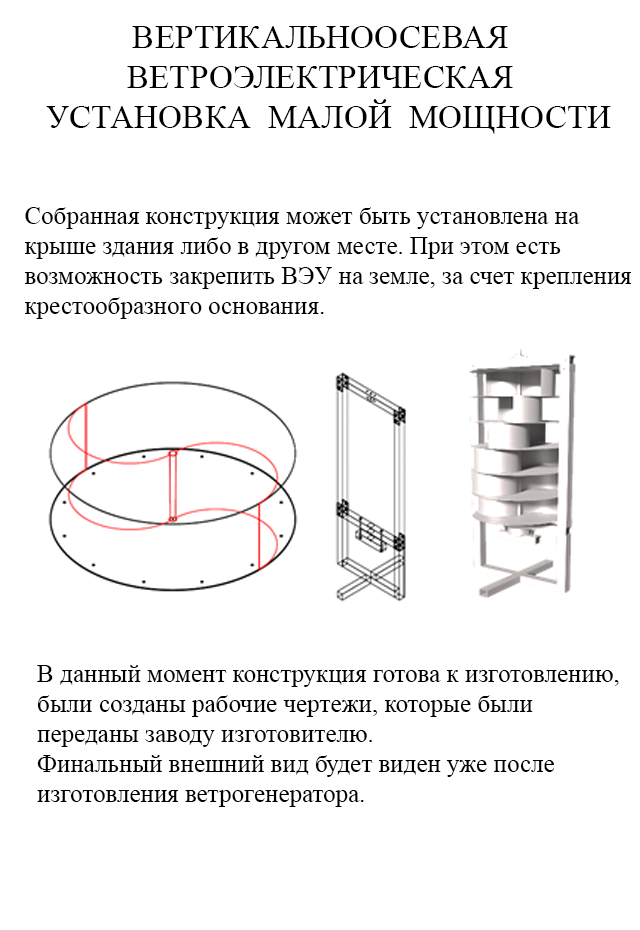 ВЕРТИКАЛЬНООСЕВАЯ
ВЕТРОЭЛЕКТРИЧЕСКАЯ
УСТАНОВКА МАЛОЙ МОЩНОСТИ
Собранная конструкция может быть установлена на
крыше здания либо в другом месте. При этом есть
возможность закрепить ВЭУ на земле, за счет крепления
крестообразного основания.
В данный момент конструкция готова к изготовлению,
были созданы рабочие чертежи, которые были
переданы заводу изготовителю.
Финальный внешний вид будет виден уже после
изготовления ветрогенератора.